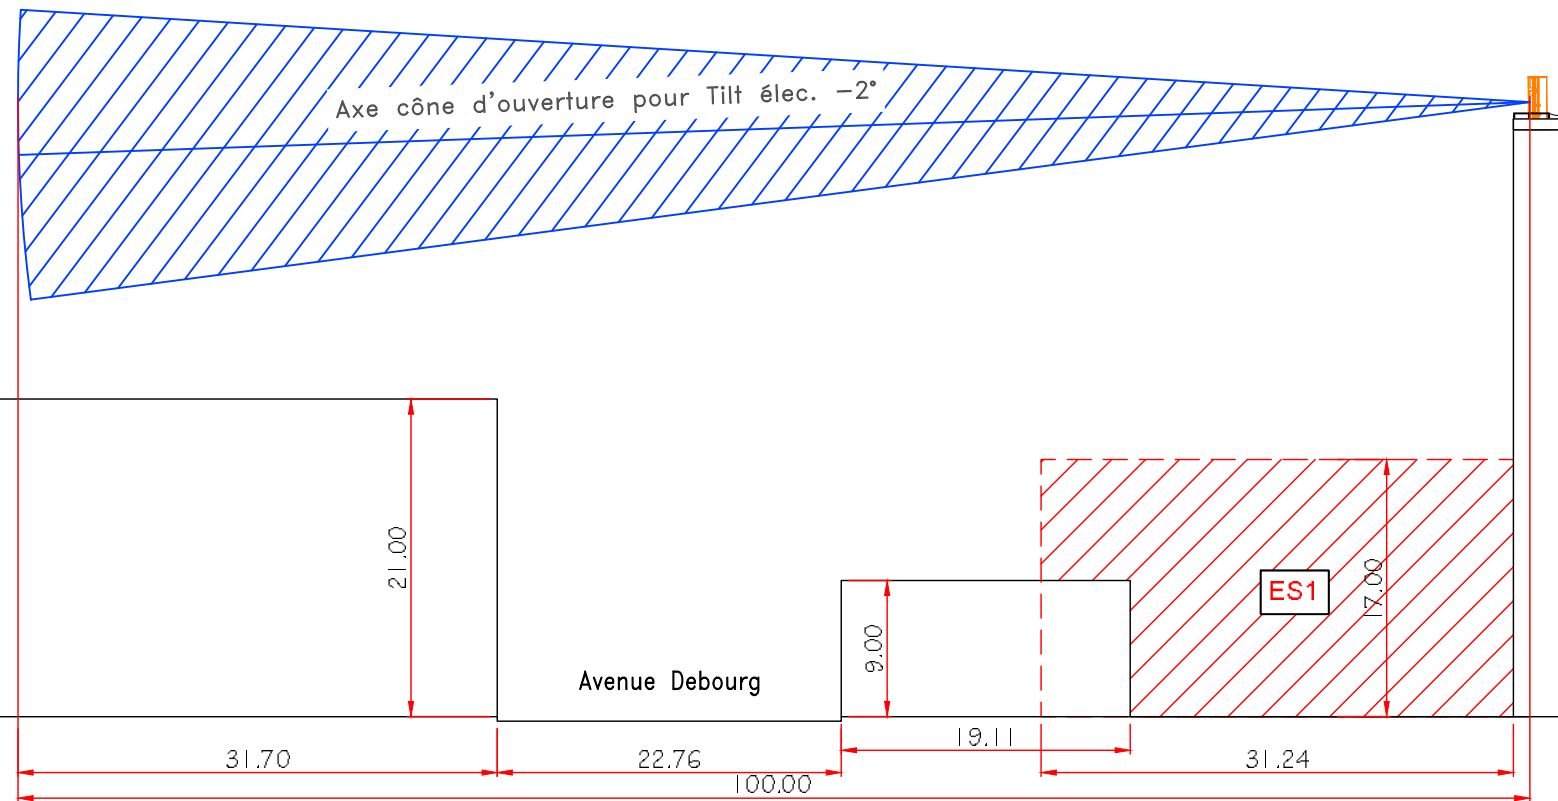 Axe cône d'ouverture pour Tilt élec. −2°
21.00
9.00
17.00
ES1
Avenue Debourg
19.11
31.70
22.76
31.24
100.00